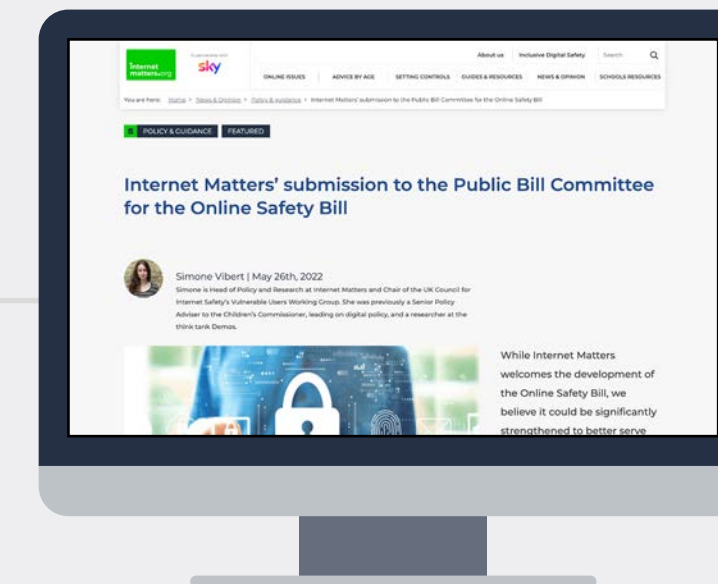 internet
matters.org
In partnership with
sky
About us
Inclusive Digital Safety
Search
ONLINE ISSUES
ADVICE BY AGE
SETTING CONTROLS
GUIDES & RESOURCES
NEWS & OPINION
SCHOOLS RESOURCES
You are here: Home > News & Opinion > Policy & guidance > Internet Matters' submission to the Public Bill Committee for the Online Safety Bill
POLICY & GUIDANCE
FEATURED
Internet Matters' submission to the Public Bill Committee
for the Online Safety Bill
Simone Vibert | May 26th, 2022
Simone is Head of Policy and Research at Internet Matters and Chair of the UK Council for
Internet Safety's Vulnerable Users Working Group. She was previously a Senior Policy
Adviser to the Children's Commissioner, leading on digital policy, and a researcher at the
think tank Demos.
While Internet Matters
welcomes the development of
the Online Safety Bill, we
believe it could be significantly
strengthened to better serve